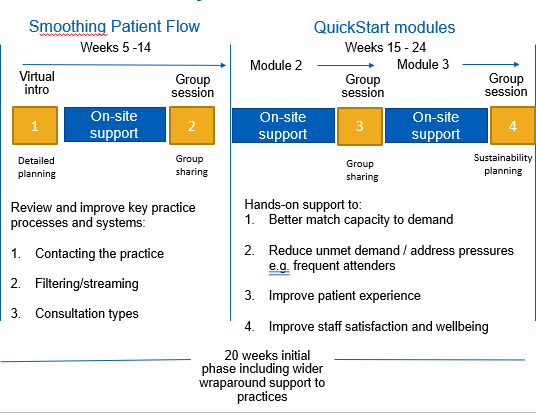 Smoothing Patient Flow
QuickStart modules
Weeks 5 -14
Weeks 15 - 24
Module 2
Module 3
Virtual
intro
Group
session
Group
session
Group
session
1
On-site
support
2
On-site
support
3
On-site
support
4
Detailed
planning
Group
sharing
Group
sharing
Sustainability
planning
Review and improve key practice
processes and systems:
1. Contacting the practice
2. Filtering/streaming
3. Consultation types
Hands-on support to:
1. Better match capacity to demand
2. Reduce unmet demand / address pressures
e.g. frequent attenders
3. Improve patient experience
4. Improve staff satisfaction and wellbeing
20 weeks initial
phase including wider
wraparound support to
practices